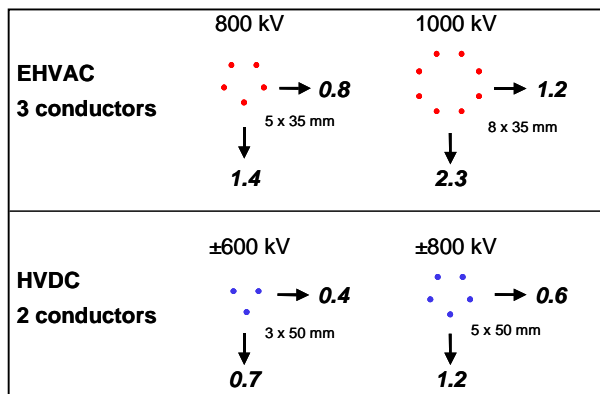 800 kV
1000 kV
EHVAC
3 conductors
0.8
1.2
5 x 35 mm
8 x 35 mm
1.4
2.3
±600 kV
±800 kV
HVDC
2 conductors
0.4
0.6
3 x 50 mm
5 x 50 mm
0.7
1.2